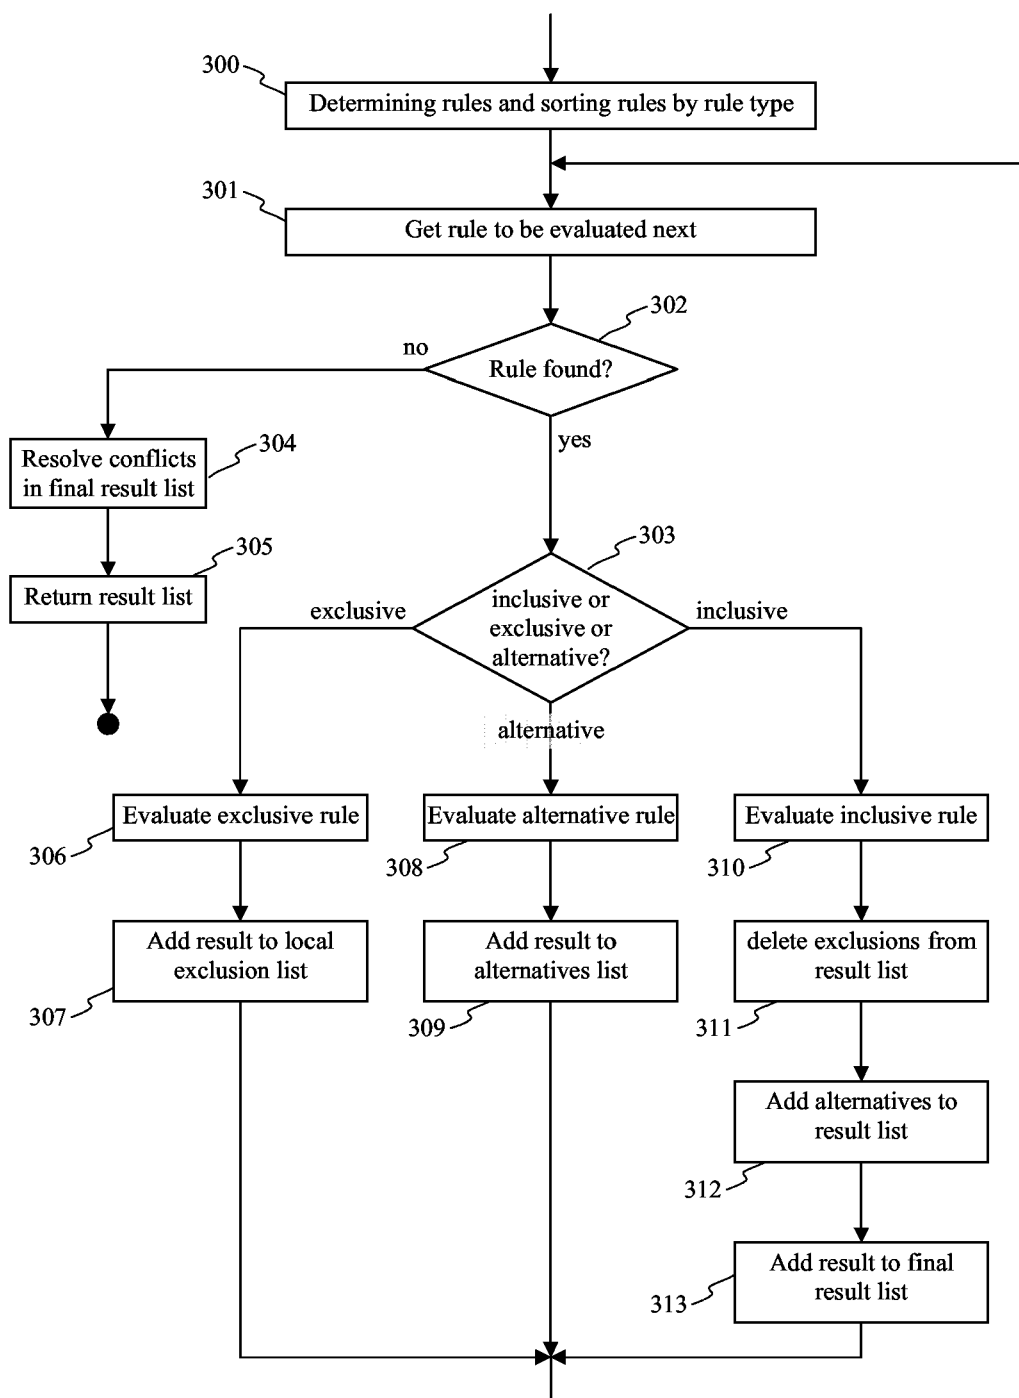 300
Determining rules and sorting rules by rule type
301
Get rule to be evaluated next
302
no
Rule found?
yes
304
Resolve conflicts
in final result list
303
305
Return result list
exclusive
inclusive or
exclusive or
alternative?
inclusive
alternative
Evaluate exclusive rule
Evaluate alternative rule
Evaluate inclusive rule
306
308
310
Add result to local
exclusion list
Add result to
alternatives list
delete exclusions from
result list
307
309
311
Add alternatives to
result list
312
Add result to final
result list
313